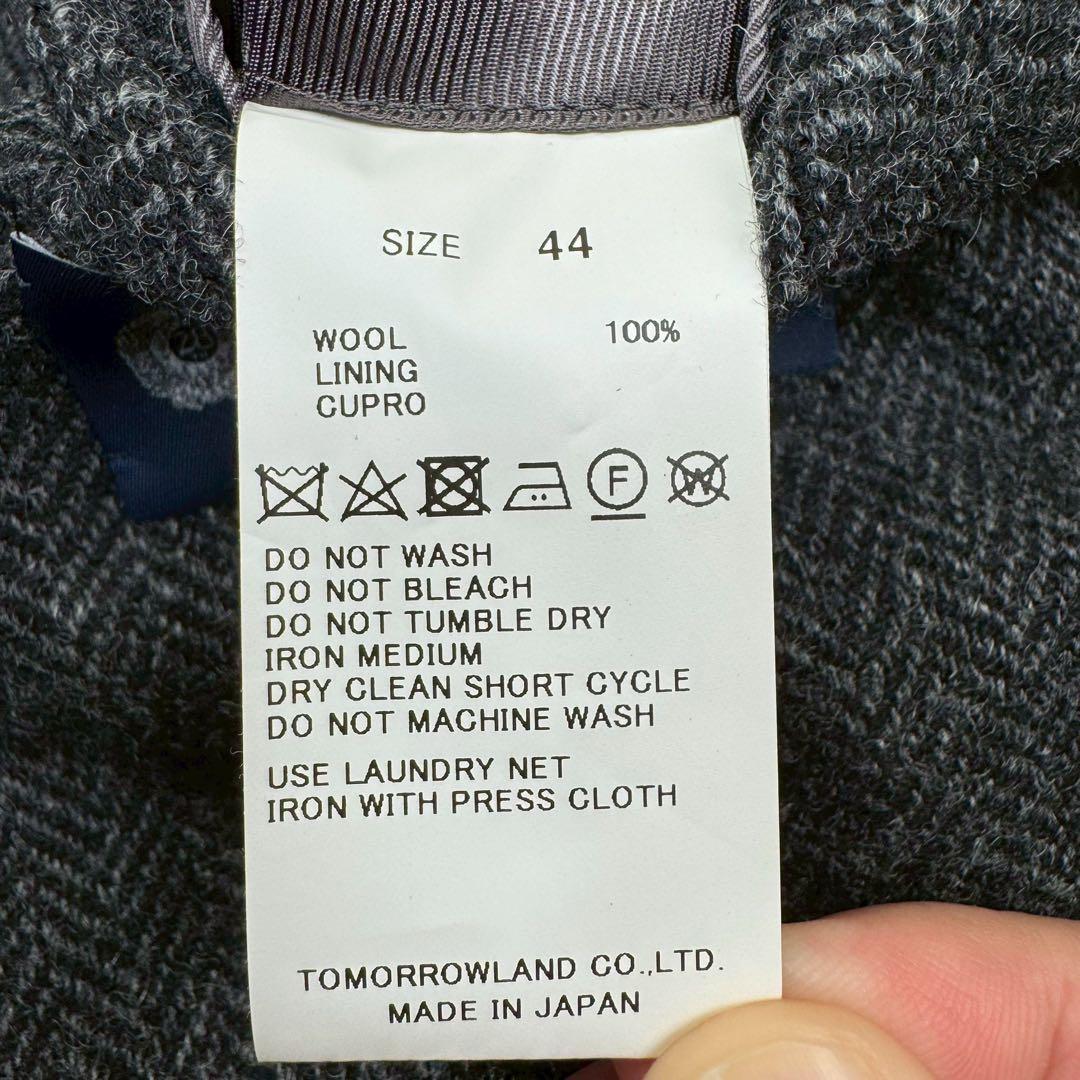 SIZE 44
WOOL 100%
LINING
CUPRO
F W
DO NOT WASH
DO NOT BLEACH
DO NOT TUMBLE DRY
IRON MEDIUM
DRY CLEAN SHORT CYCLE
DO NOT MACHINE WASH
USE LAUNDRY NET
IRON WITH PRESS CLOTH
TOMORROWLAND CO.,LTD.
MADE IN JAPAN